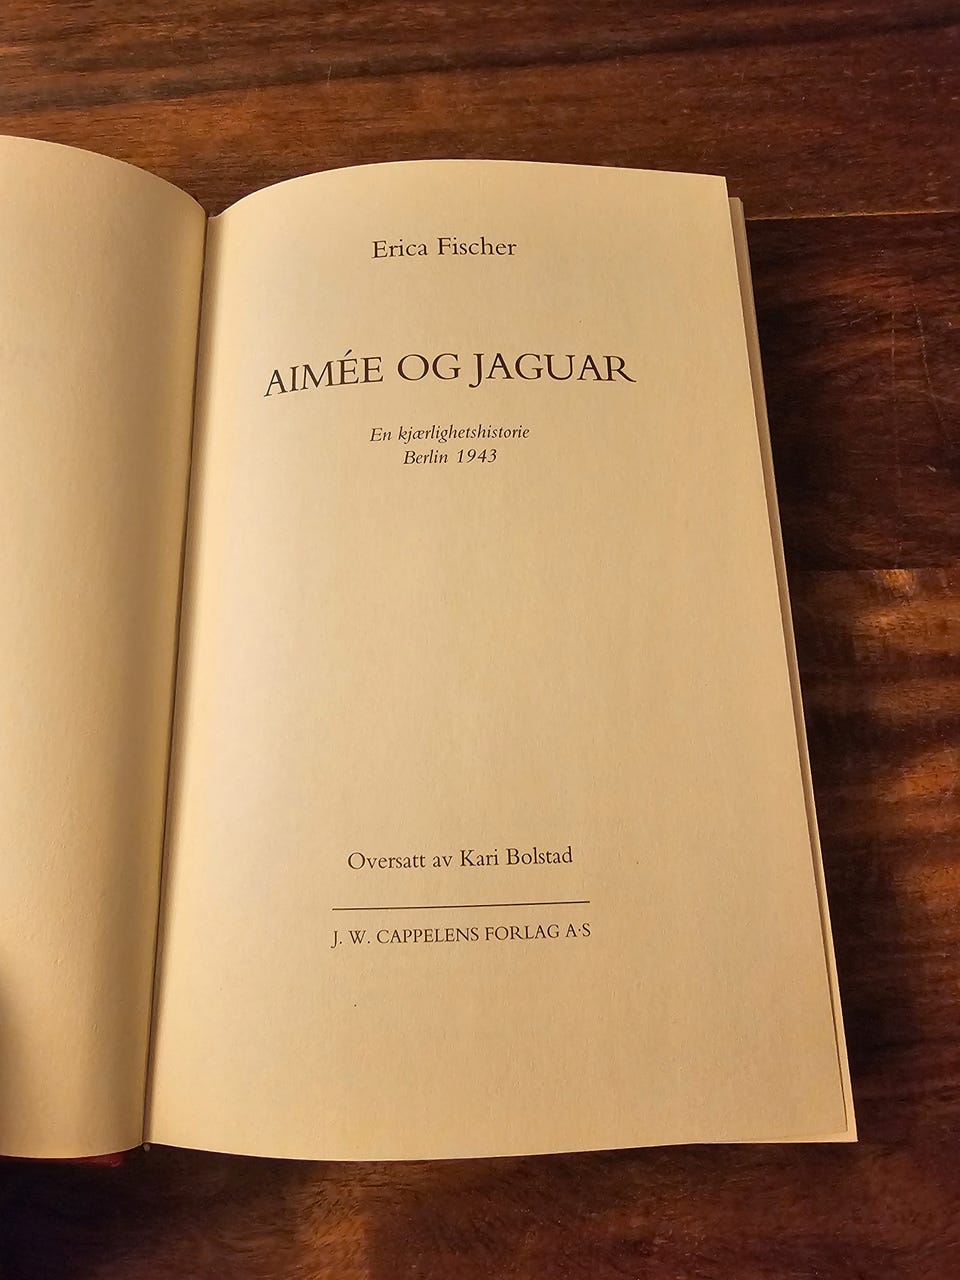 Erica Fischer
AIMÉE OG JAGUAR
En kjærlighetshistorie
Berlin 1943
Oversatt av Kari Bolstad
J. W. CAPPELENS FORLAG A·S